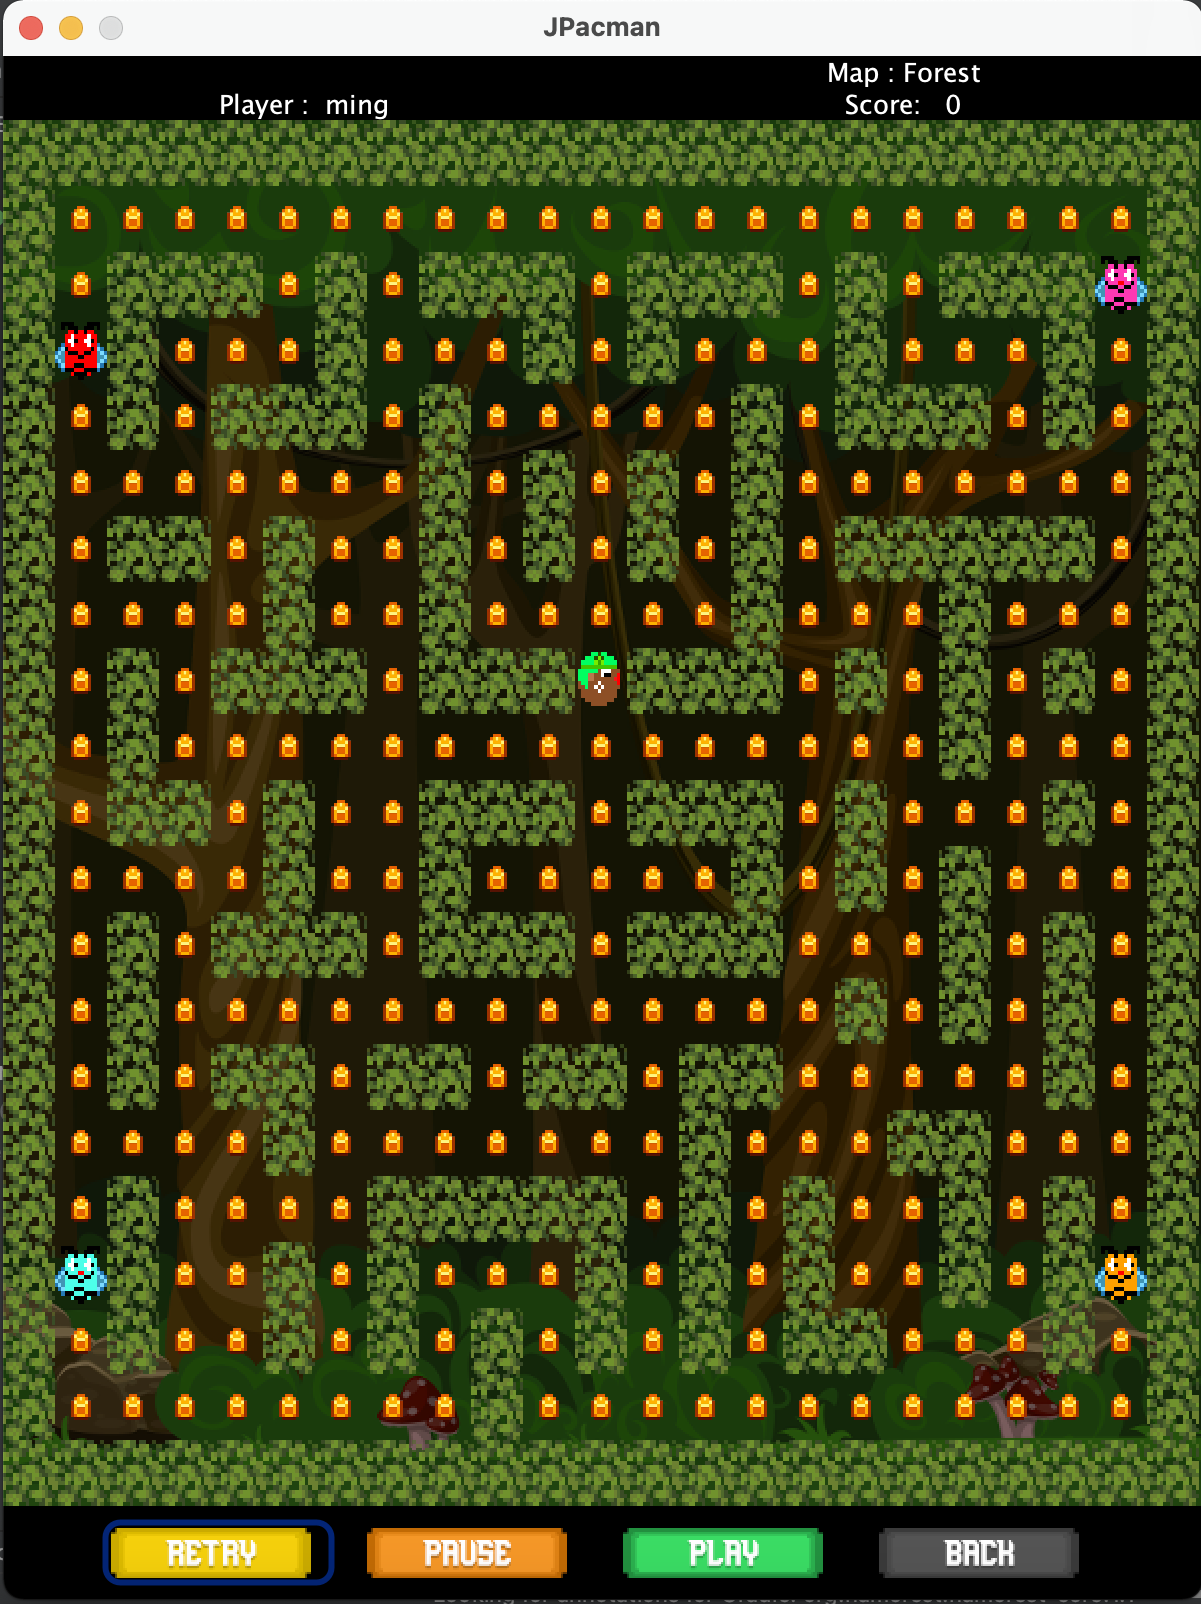 JPacman
Map : Forest
Player : ming
Score: 0
RETRY
PAUSE
PLAY
BACK